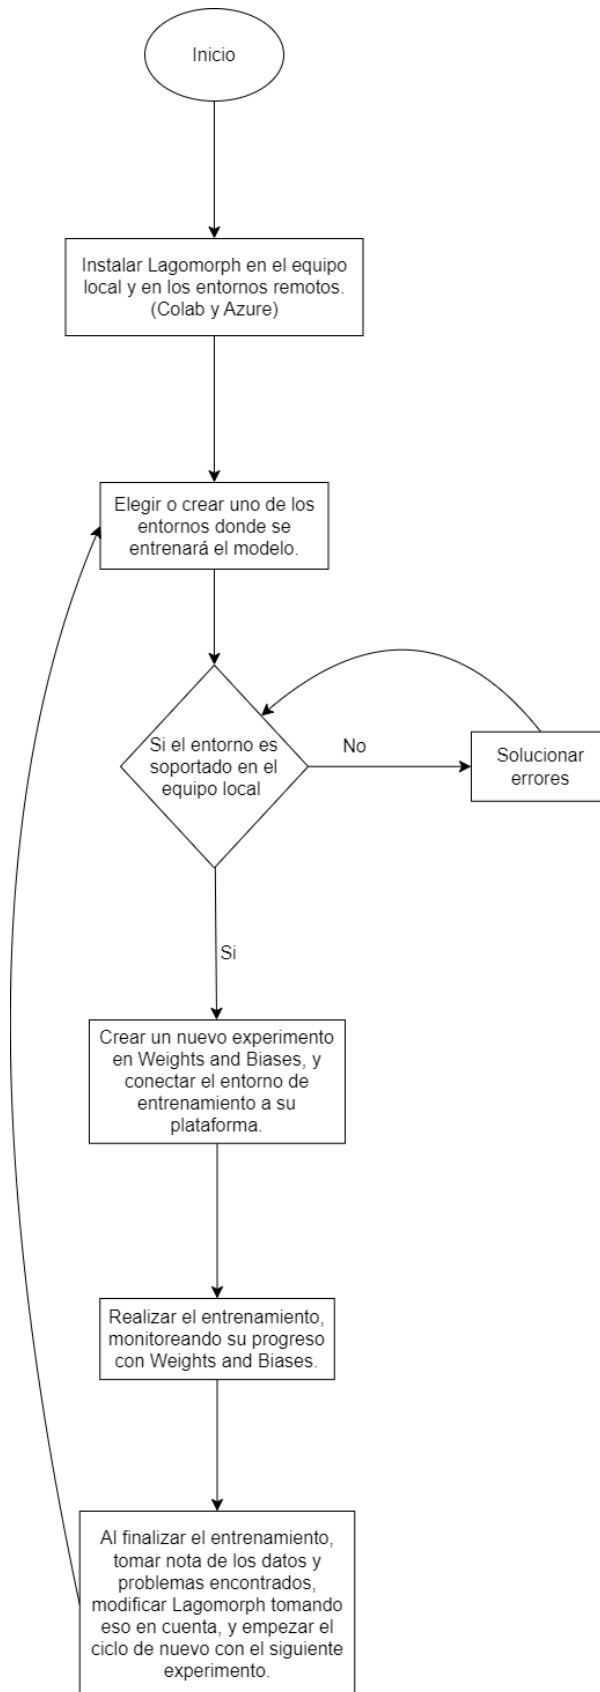 Inicio
Instalar Lagomorph en el equipo
local y en los entornos remotos.
(Colab y Azure)
Elegir o crear uno de los
entornos donde se
entrenará el modelo.
Si el entorno es
soportado en el
equipo local
No
Solucionar
errores
Si
Crear un nuevo experimento
en Weights and Biases, y
conectar el entorno de
entrenamiento a su
plataforma.
Realizar el entrenamiento,
monitoreando su progreso
con Weights and Biases.
Al finalizar el entrenamiento,
tomar nota de los datos y
problemas encontrados,
modificar Lagomorph tomando
eso en cuenta, y empezar el
ciclo de nuevo con el siguiente
experimento.